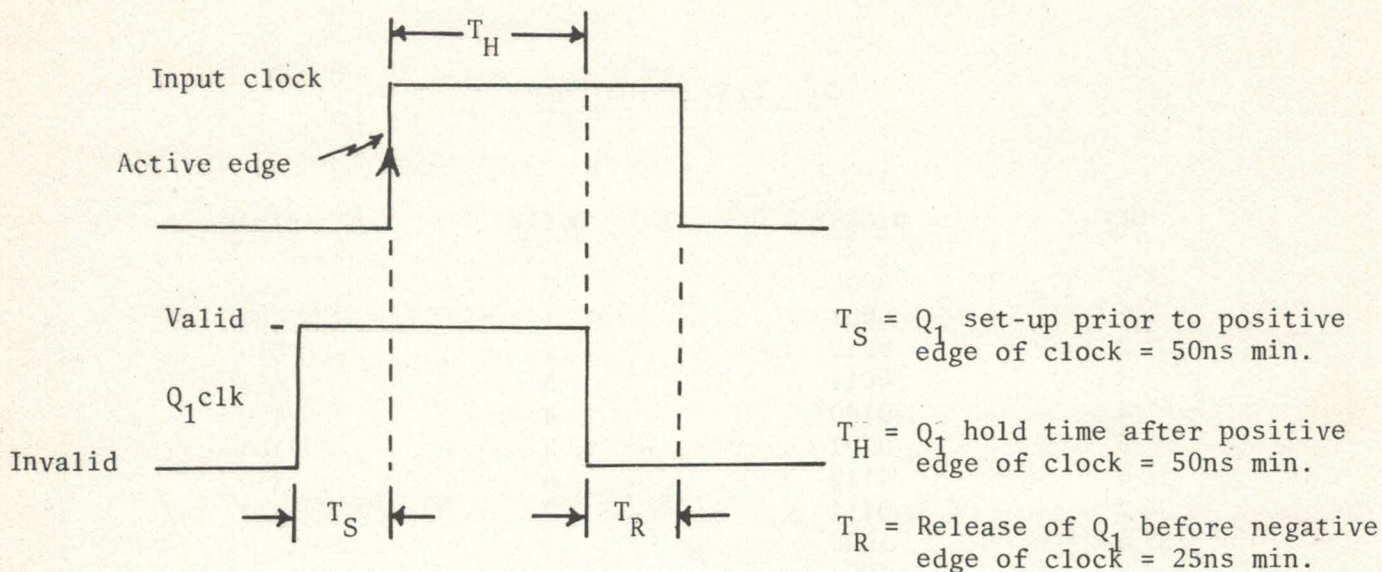 T_H
Input clock
Active edge
Valid
Q_1clk
Invalid
T_S
T_R
T_S = Q_1 set-up prior to positive
edge of clock = 50ns min.
T_H = Q_1 hold time after positive
edge of clock = 50ns min.
T_R = Release of Q_1 before negative
edge of clock = 25ns min.